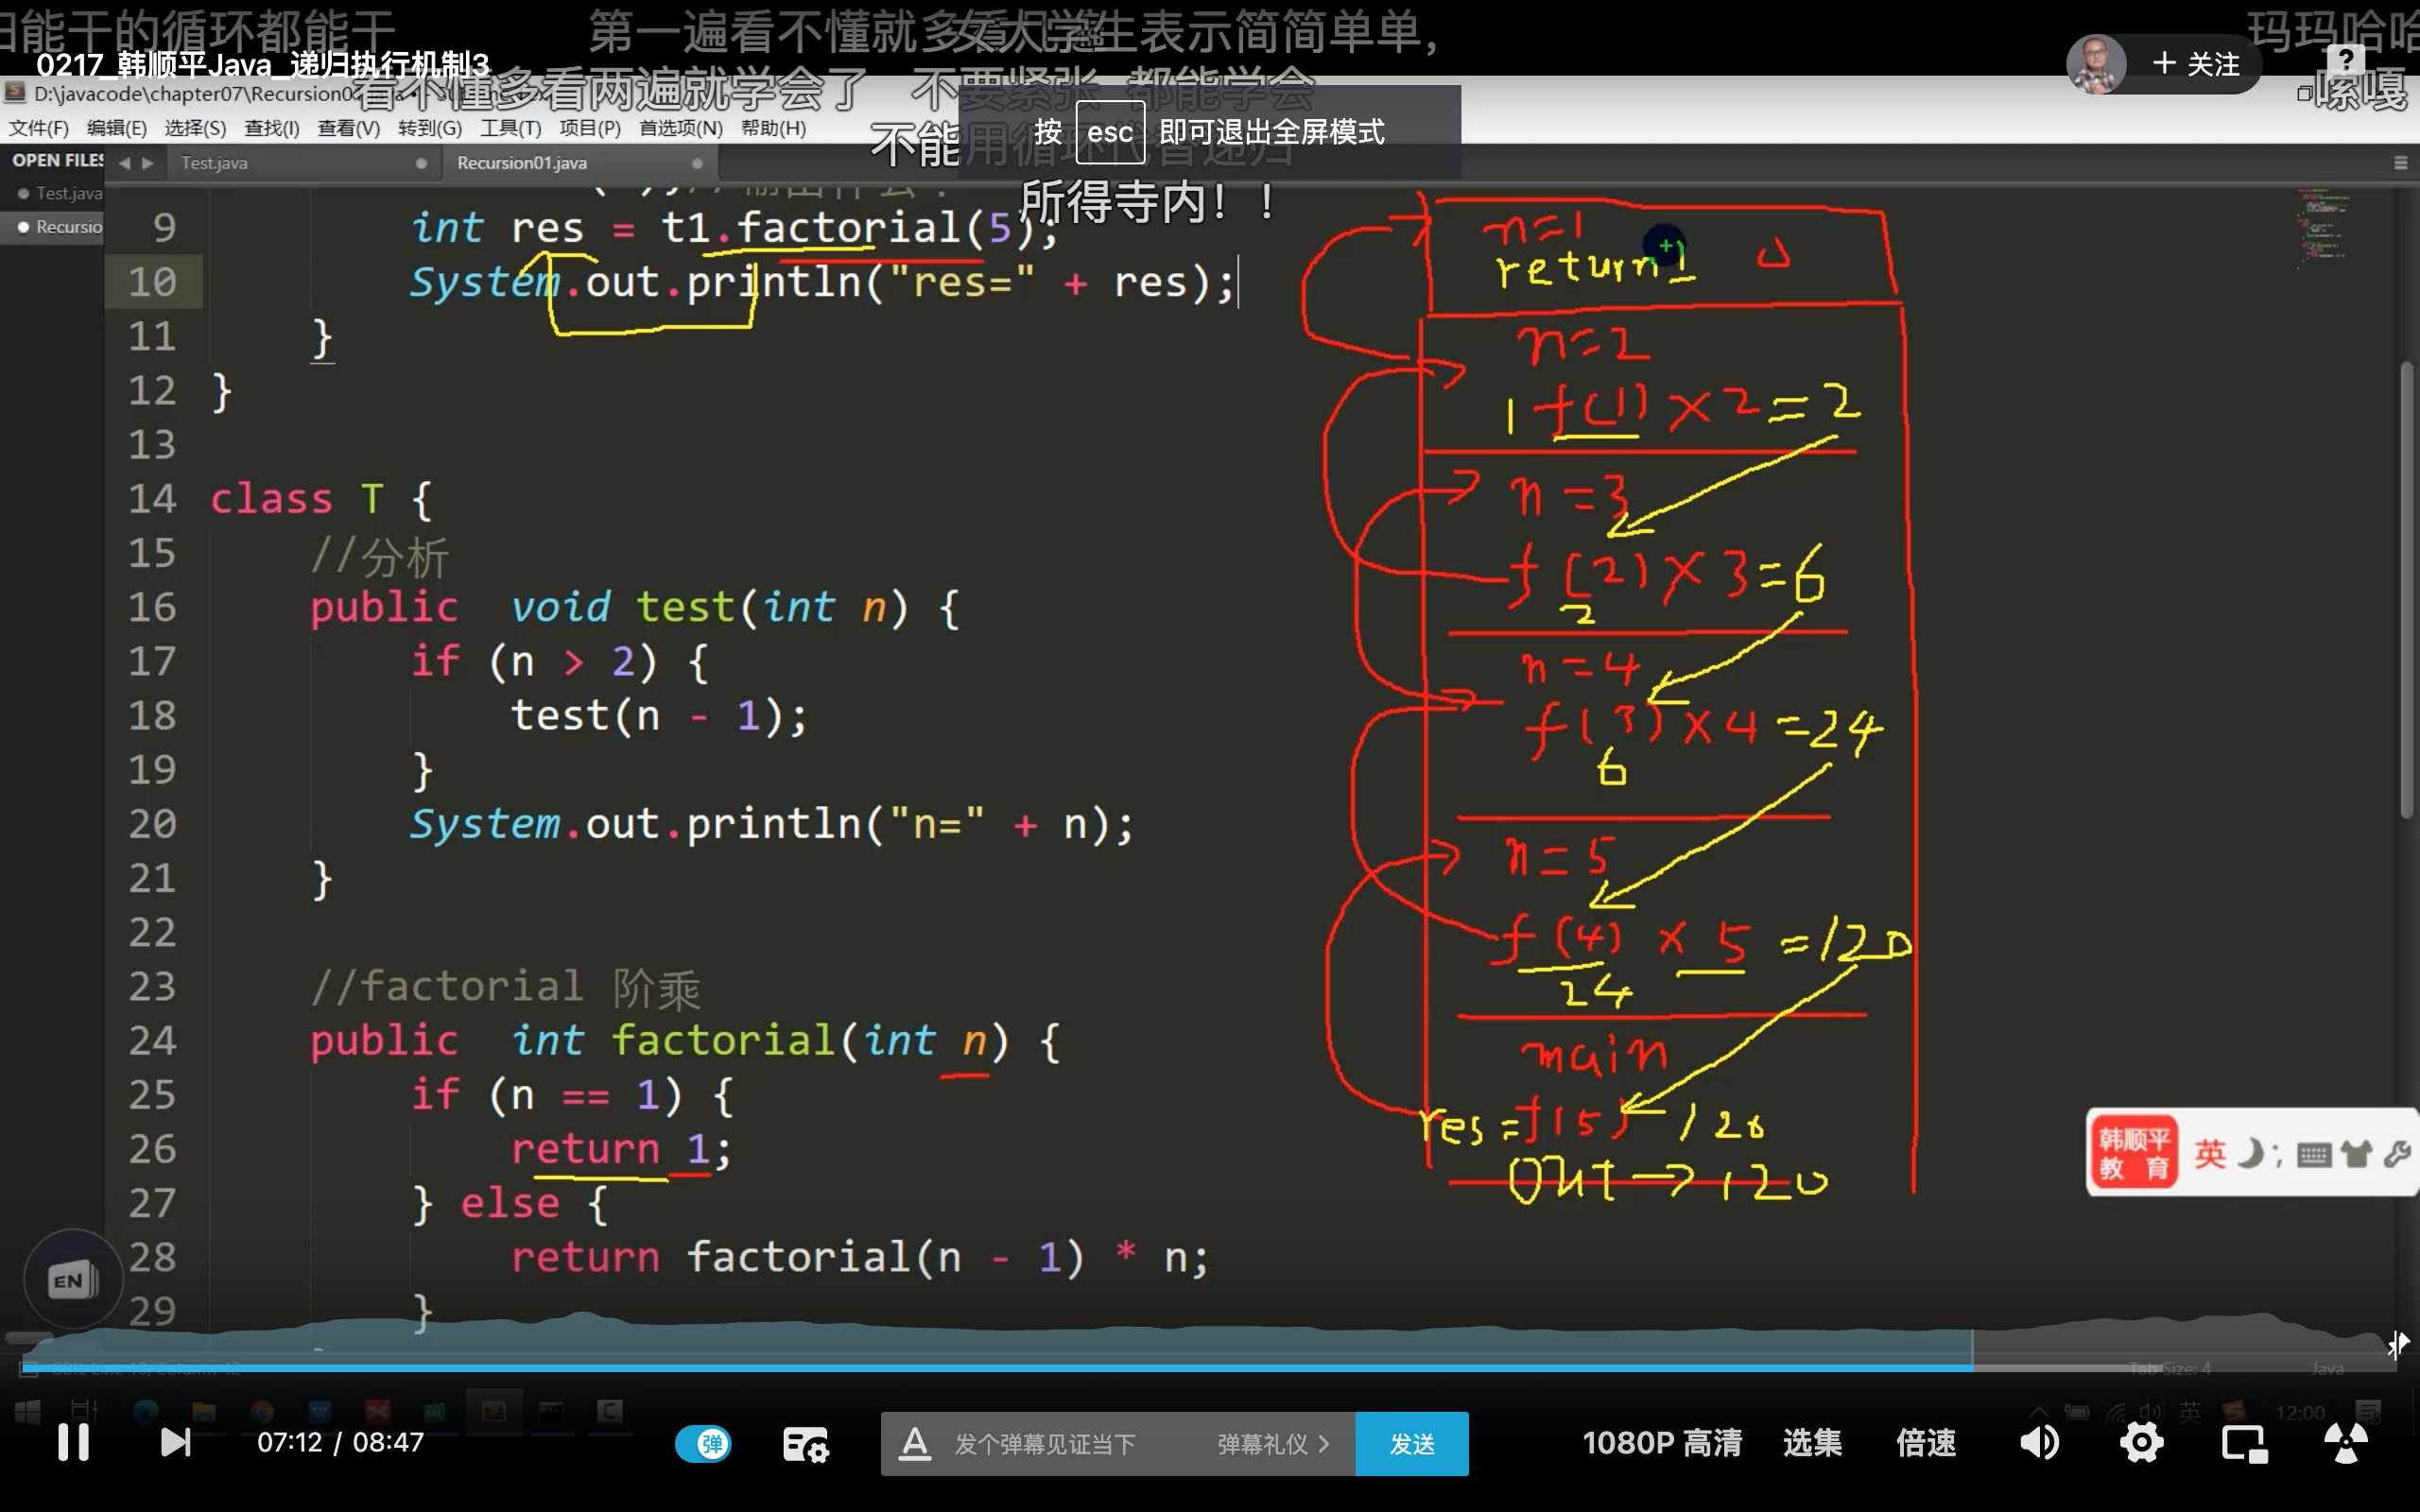 归能干的循环都能干
第一遍看不懂就多看几遍
女大学生表示简简单单，
玛玛哈哈
0217_韩顺平Java_递归执行机制3
+ 关注
?
看不懂多看两遍就学会了
不要紧张 都能学会
嗦嘎
D:\javacode\chapter07\Recursion0
文件(F) 编辑(E) 选择(S) 查找(I) 查看(V) 转到(G) 工具(T) 项目(P) 首选项(N) 帮助(H)
不能用循环代替递归
按 esc 即可退出全屏模式
OPEN FILES
Test.java
Recursion01.java
Test.java
Recursio
所得寺内！！
9 int res = t1.factorial(5);
10 System.out.println("res=" + res);
11 }
12 }
13
14 class T {
15 //分析
16 public void test(int n) {
17 if (n > 2) {
18 test(n - 1);
19 }
20 System.out.println("n=" + n);
21 }
22
23 //factorial 阶乘
24 public int factorial(int n) {
25 if (n == 1) {
26 return 1;
27 } else {
28 return factorial(n - 1) * n;
29 }
n=1
return 1
n=2
1 f(1)×2=2
n=3
f(2)×3=6
2
n=4
f(3)×4=24
6
n=5
f(4)×5=120
24
main
res=f(5) 120
out→120
韩顺平
教 育
英
EN
Tab Size: 4
Java
英
12:00
07:12 / 08:47
弹
发个弹幕见证当下
弹幕礼仪 >
发送
1080P 高清
选集
倍速